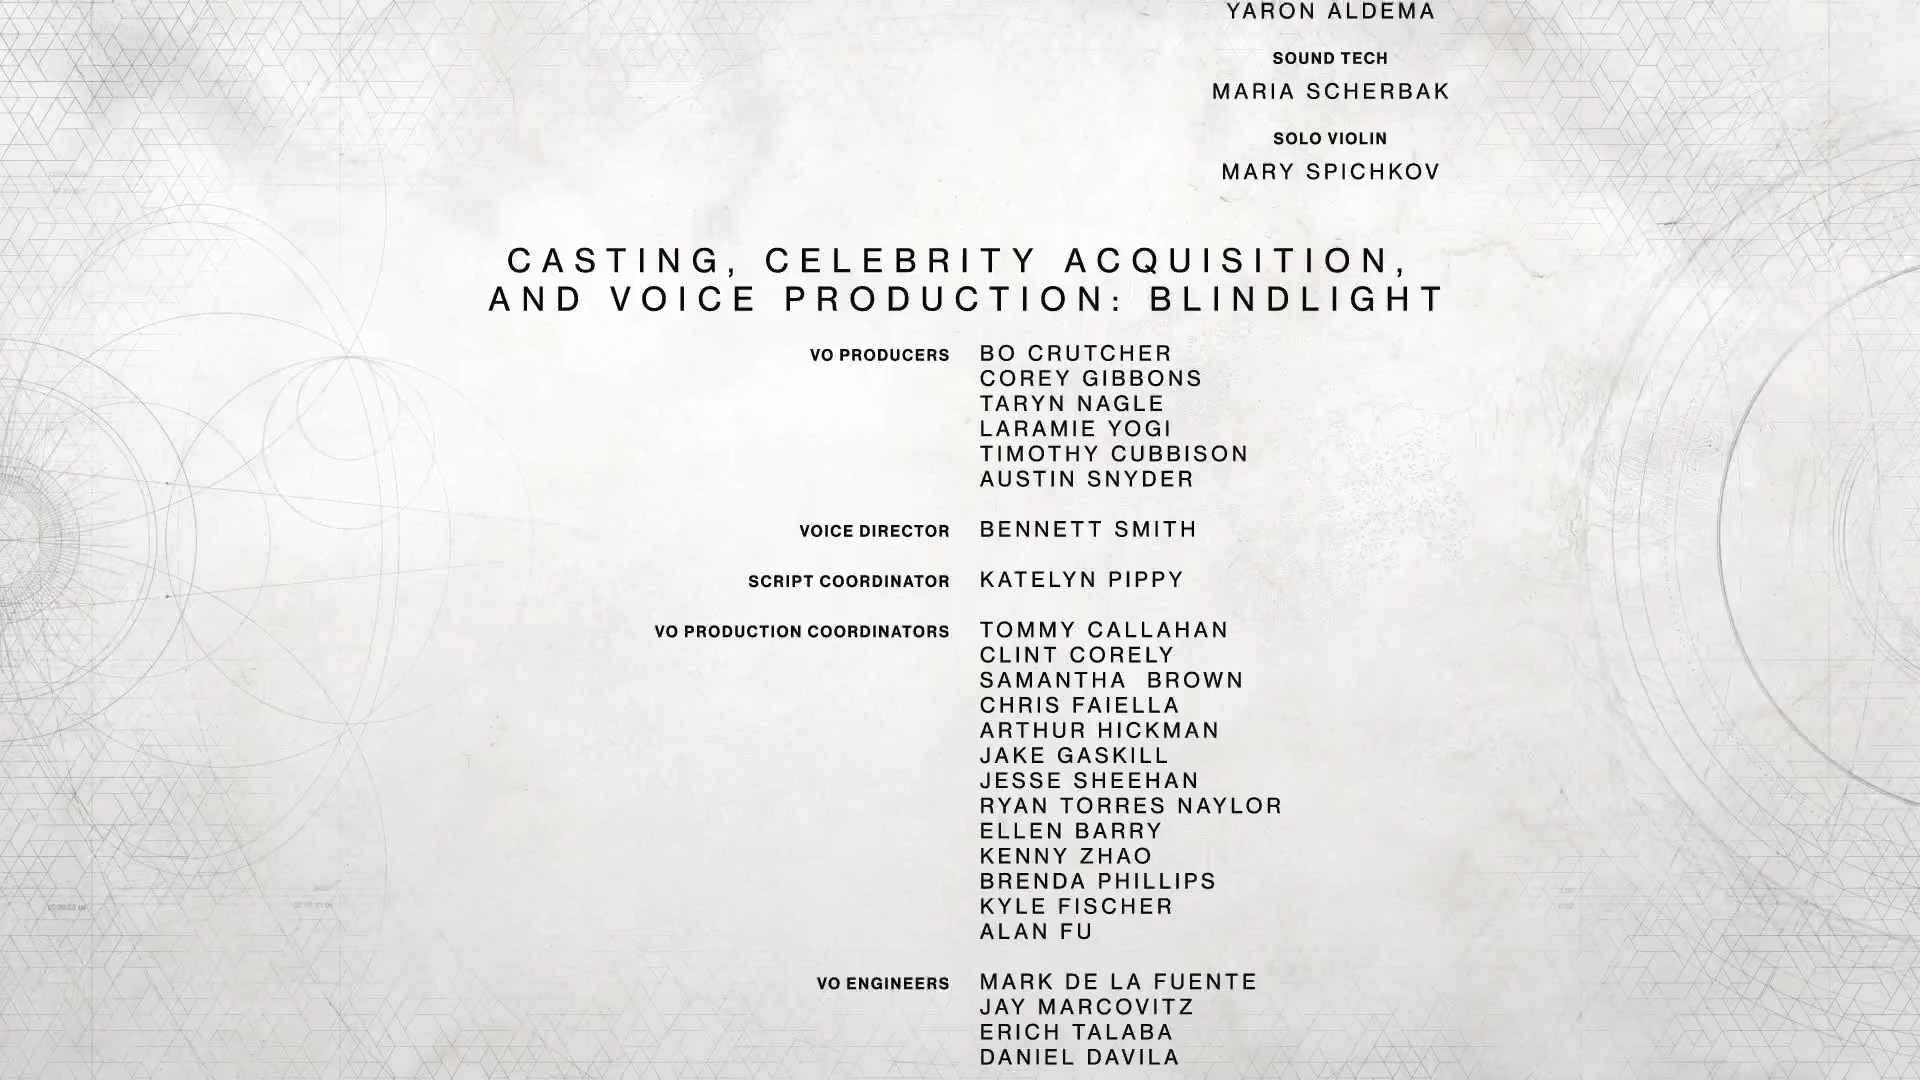 YARON ALDEMA
SOUND TECH
MARIA SCHERBAK
SOLO VIOLIN
MARY SPICHKOV
CASTING, CELEBRITY ACQUISITION,
AND VOICE PRODUCTION: BLINDLIGHT
VO PRODUCERS BO CRUTCHER
COREY GIBBONS
TARYN NAGLE
LARAMIE YOGI
TIMOTHY CUBBISON
AUSTIN SNYDER
VOICE DIRECTOR BENNETT SMITH
SCRIPT COORDINATOR KATELYN PIPPY
VO PRODUCTION COORDINATORS TOMMY CALLAHAN
CLINT CORELY
SAMANTHA BROWN
CHRIS FAIELLA
ARTHUR HICKMAN
JAKE GASKILL
JESSE SHEEHAN
RYAN TORRES NAYLOR
ELLEN BARRY
KENNY ZHAO
BRENDA PHILLIPS
KYLE FISCHER
ALAN FU
VO ENGINEERS MARK DE LA FUENTE
JAY MARCOVITZ
ERICH TALABA
DANIEL DAVILA